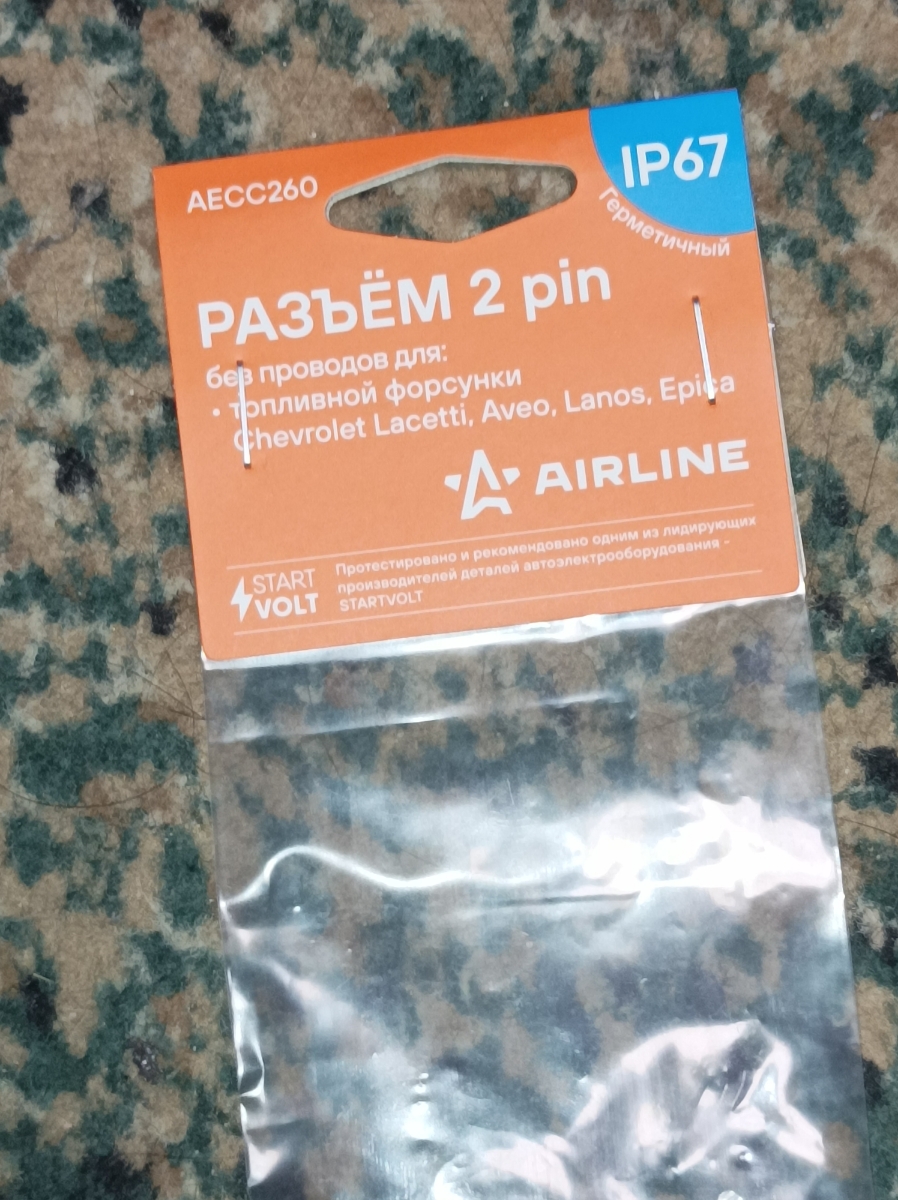 AECC260
IP67
Герметичный
РАЗЪЁМ 2 pin
без проводов для:
• топливной форсунки
Chevrolet Lacetti, Aveo, Lanos, Epica
AIRLINE
START
VOLT
Протестировано и рекомендовано одним из лидирующих
производителей деталей автоэлектрооборудования -
STARTVOLT